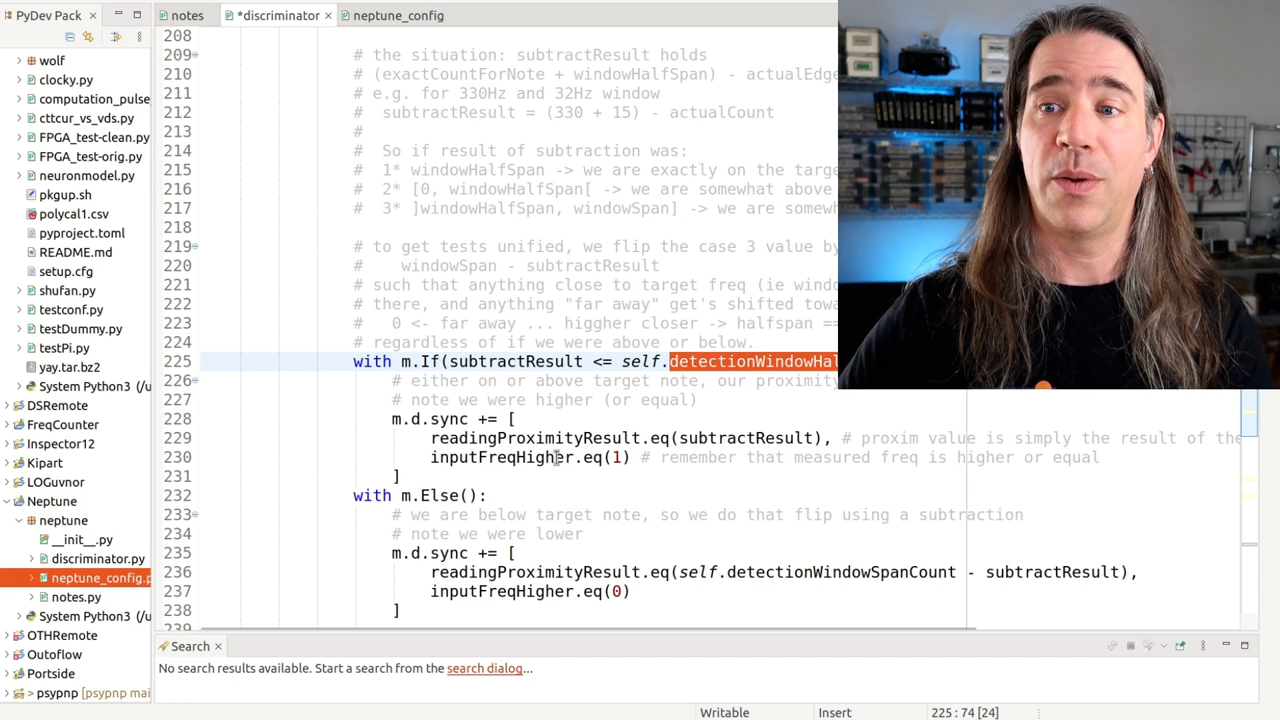 PyDev Pack
notes
*discriminator
neptune_config
wolf
clocky.py
computation_pulse
cttcur_vs_vds.py
FPGA_test-clean.py
FPGA_test-orig.py
neuronmodel.py
pkgup.sh
polycal1.csv
pyproject.toml
README.md
setup.cfg
shufan.py
testconf.py
testDummy.py
testPi.py
yay.tar.bz2
System Python3 (/u
DSRemote
FreqCounter
Inspector12
Kipart
LOGuvnor
Neptune
neptune
__init__.py
discriminator.py
neptune_config.p
notes.py
System Python3 (/u
OTHRemote
Outoflow
Portside
> psypnp [psypnp mai
208
209 # the situation: subtractResult holds
210 # (exactCountForNote + windowHalfSpan) - actualEdge
211 # e.g. for 330Hz and 32Hz window
212 # subtractResult = (330 + 15) - actualCount
213 #
214 # So if result of subtraction was:
215 # 1* windowHalfSpan -> we are exactly on the targe
216 # 2* [0, windowHalfSpan[ -> we are somewhat above
217 # 3* ]windowHalfSpan, windowSpan] -> we are somewh
218
219 # to get tests unified, we flip the case 3 value by
220 # windowSpan - subtractResult
221 # such that anything close to target freq (ie windo
222 # there, and anything "far away" get's shifted towa
223 # 0 <- far away ... higgher closer -> halfspan ==
224 # regardless of if we were above or below.
225 with m.If(subtractResult <= self.detectionWindowHal
226 # either on or above target note, our proximity
227 # note we were higher (or equal)
228 m.d.sync += [
229 readingProximityResult.eq(subtractResult), # proxim value is simply the result of the
230 inputFreqHigher.eq(1) # remember that measured freq is higher or equal
231 ]
232 with m.Else():
233 # we are below target note, so we do that flip using a subtraction
234 # note we were lower
235 m.d.sync += [
236 readingProximityResult.eq(self.detectionWindowSpanCount - subtractResult),
237 inputFreqHigher.eq(0)
238 ]
239
Search
No search results available. Start a search from the search dialog...
Writable
Insert
225 : 74 [24]